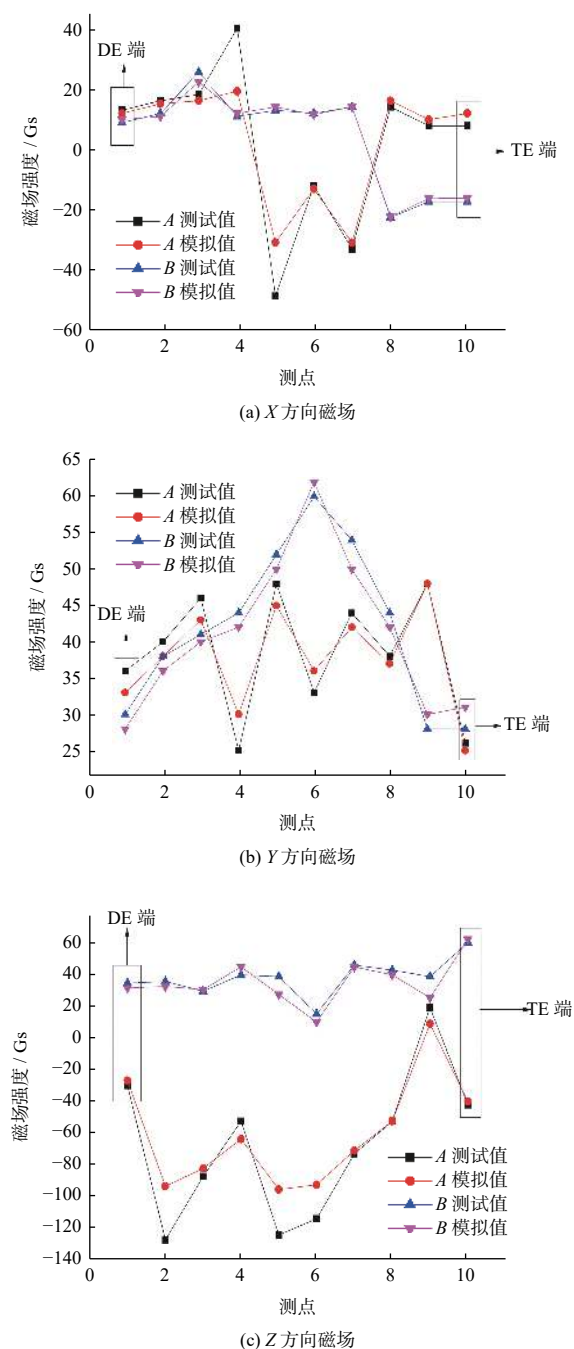 40
20
0
−20
−40
−60
磁场强度 / Gs
DE 端
TE 端
A 测试值
A 模拟值
B 测试值
B 模拟值
0 2 4 6 8 10
测点
(a) X 方向磁场
65
60
55
50
45
40
35
30
25
磁场强度 / Gs
A 测试值
A 模拟值
B 测试值
B 模拟值
DE 端
TE 端
0 2 4 6 8 10
测点
(b) Y 方向磁场
DE 端
60
40
20
0
−20
−40
−60
−80
−100
−120
−140
磁场强度 / Gs
TE 端
A 测试值
A 模拟值
B 测试值
B 模拟值
0 2 4 6 8 10
测点
(c) Z 方向磁场